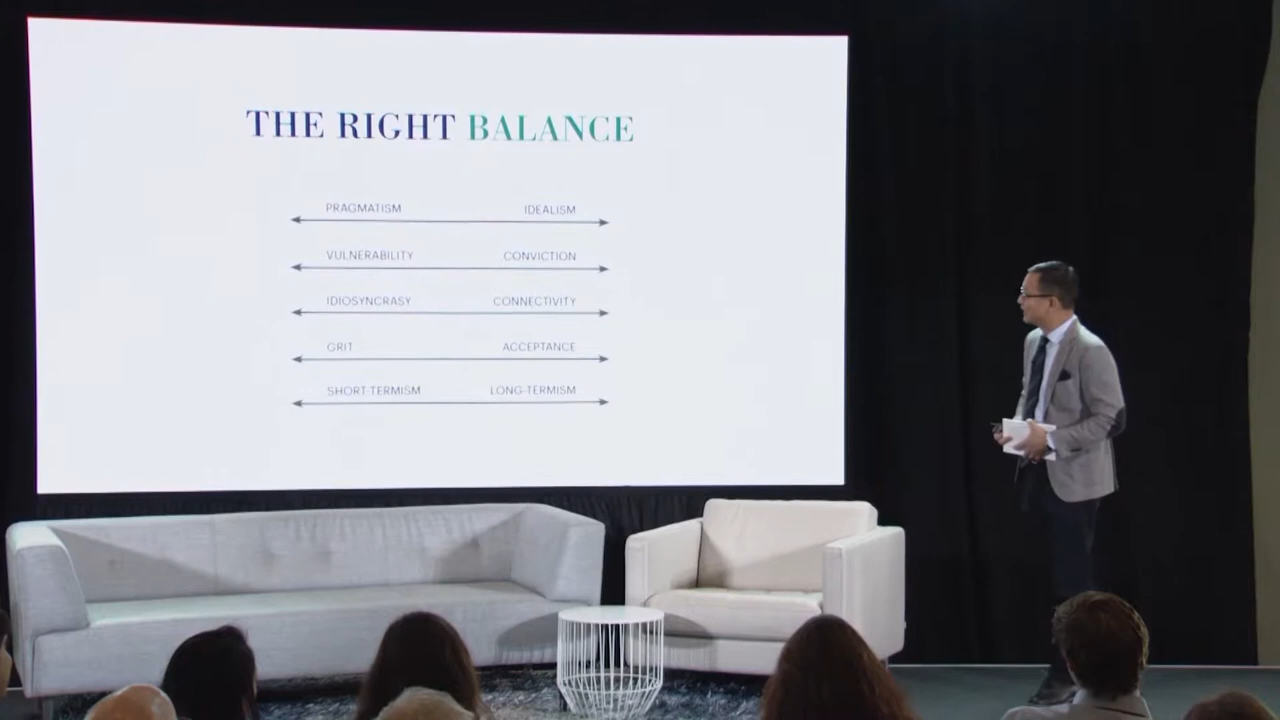 THE RIGHT BALANCE
PRAGMATISM IDEALISM
VULNERABILITY CONVICTION
IDIOSYNCRASY CONNECTIVITY
GRIT ACCEPTANCE
SHORT-TERMISM LONG-TERMISM